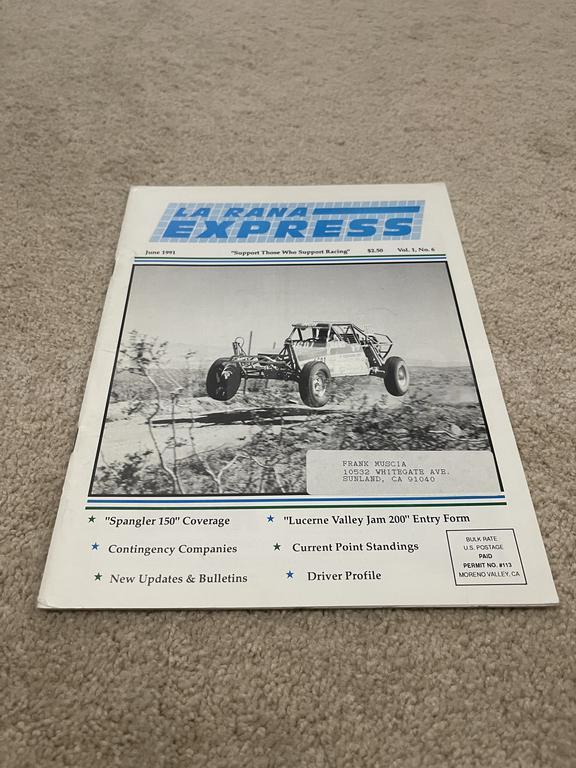 LA RANA
EXPRESS
June 1991 "Support Those Who Support Racing" $2.50 Vol. 1, No. 6
FRANK MUSCIA
10532 WHITEGATE AVE.
SUNLAND, CA 91040
"Spangler 150" Coverage
"Lucerne Valley Jam 200" Entry Form
Contingency Companies
Current Point Standings
New Updates & Bulletins
Driver Profile
BULK RATE
U.S. POSTAGE
PAID
PERMIT NO. #113
MORENO VALLEY, CA